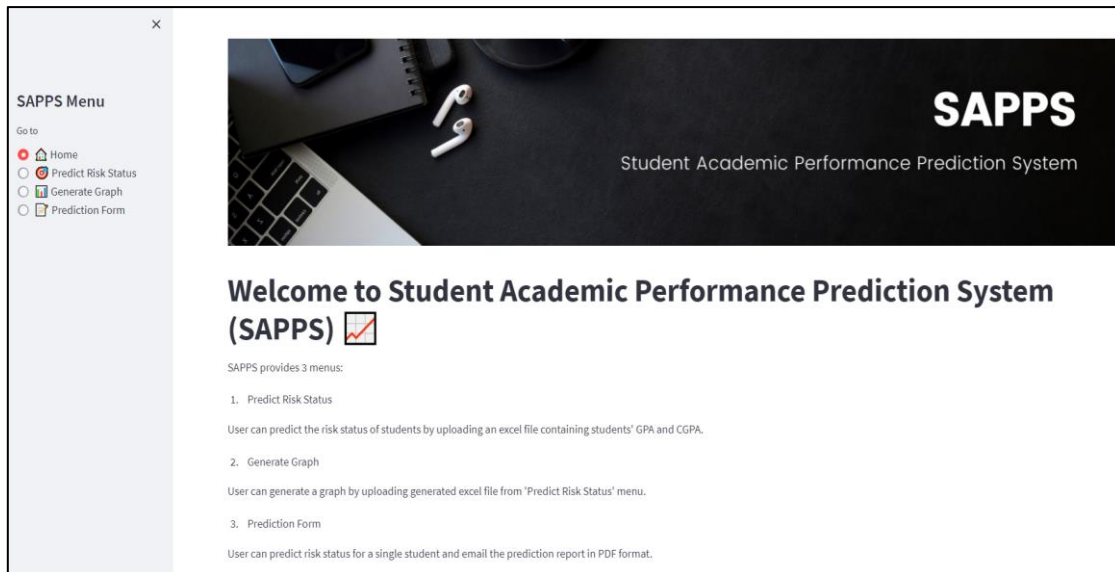 ×
SAPPS Menu
Go to
Home
Predict Risk Status
Generate Graph
Prediction Form
SAPPS
Student Academic Performance Prediction System
Welcome to Student Academic Performance Prediction System
(SAPPS)
SAPPS provides 3 menus:
1. Predict Risk Status
User can predict the risk status of students by uploading an excel file containing students' GPA and CGPA.
2. Generate Graph
User can generate a graph by uploading generated excel file from 'Predict Risk Status' menu.
3. Prediction Form
User can predict risk status for a single student and email the prediction report in PDF format.